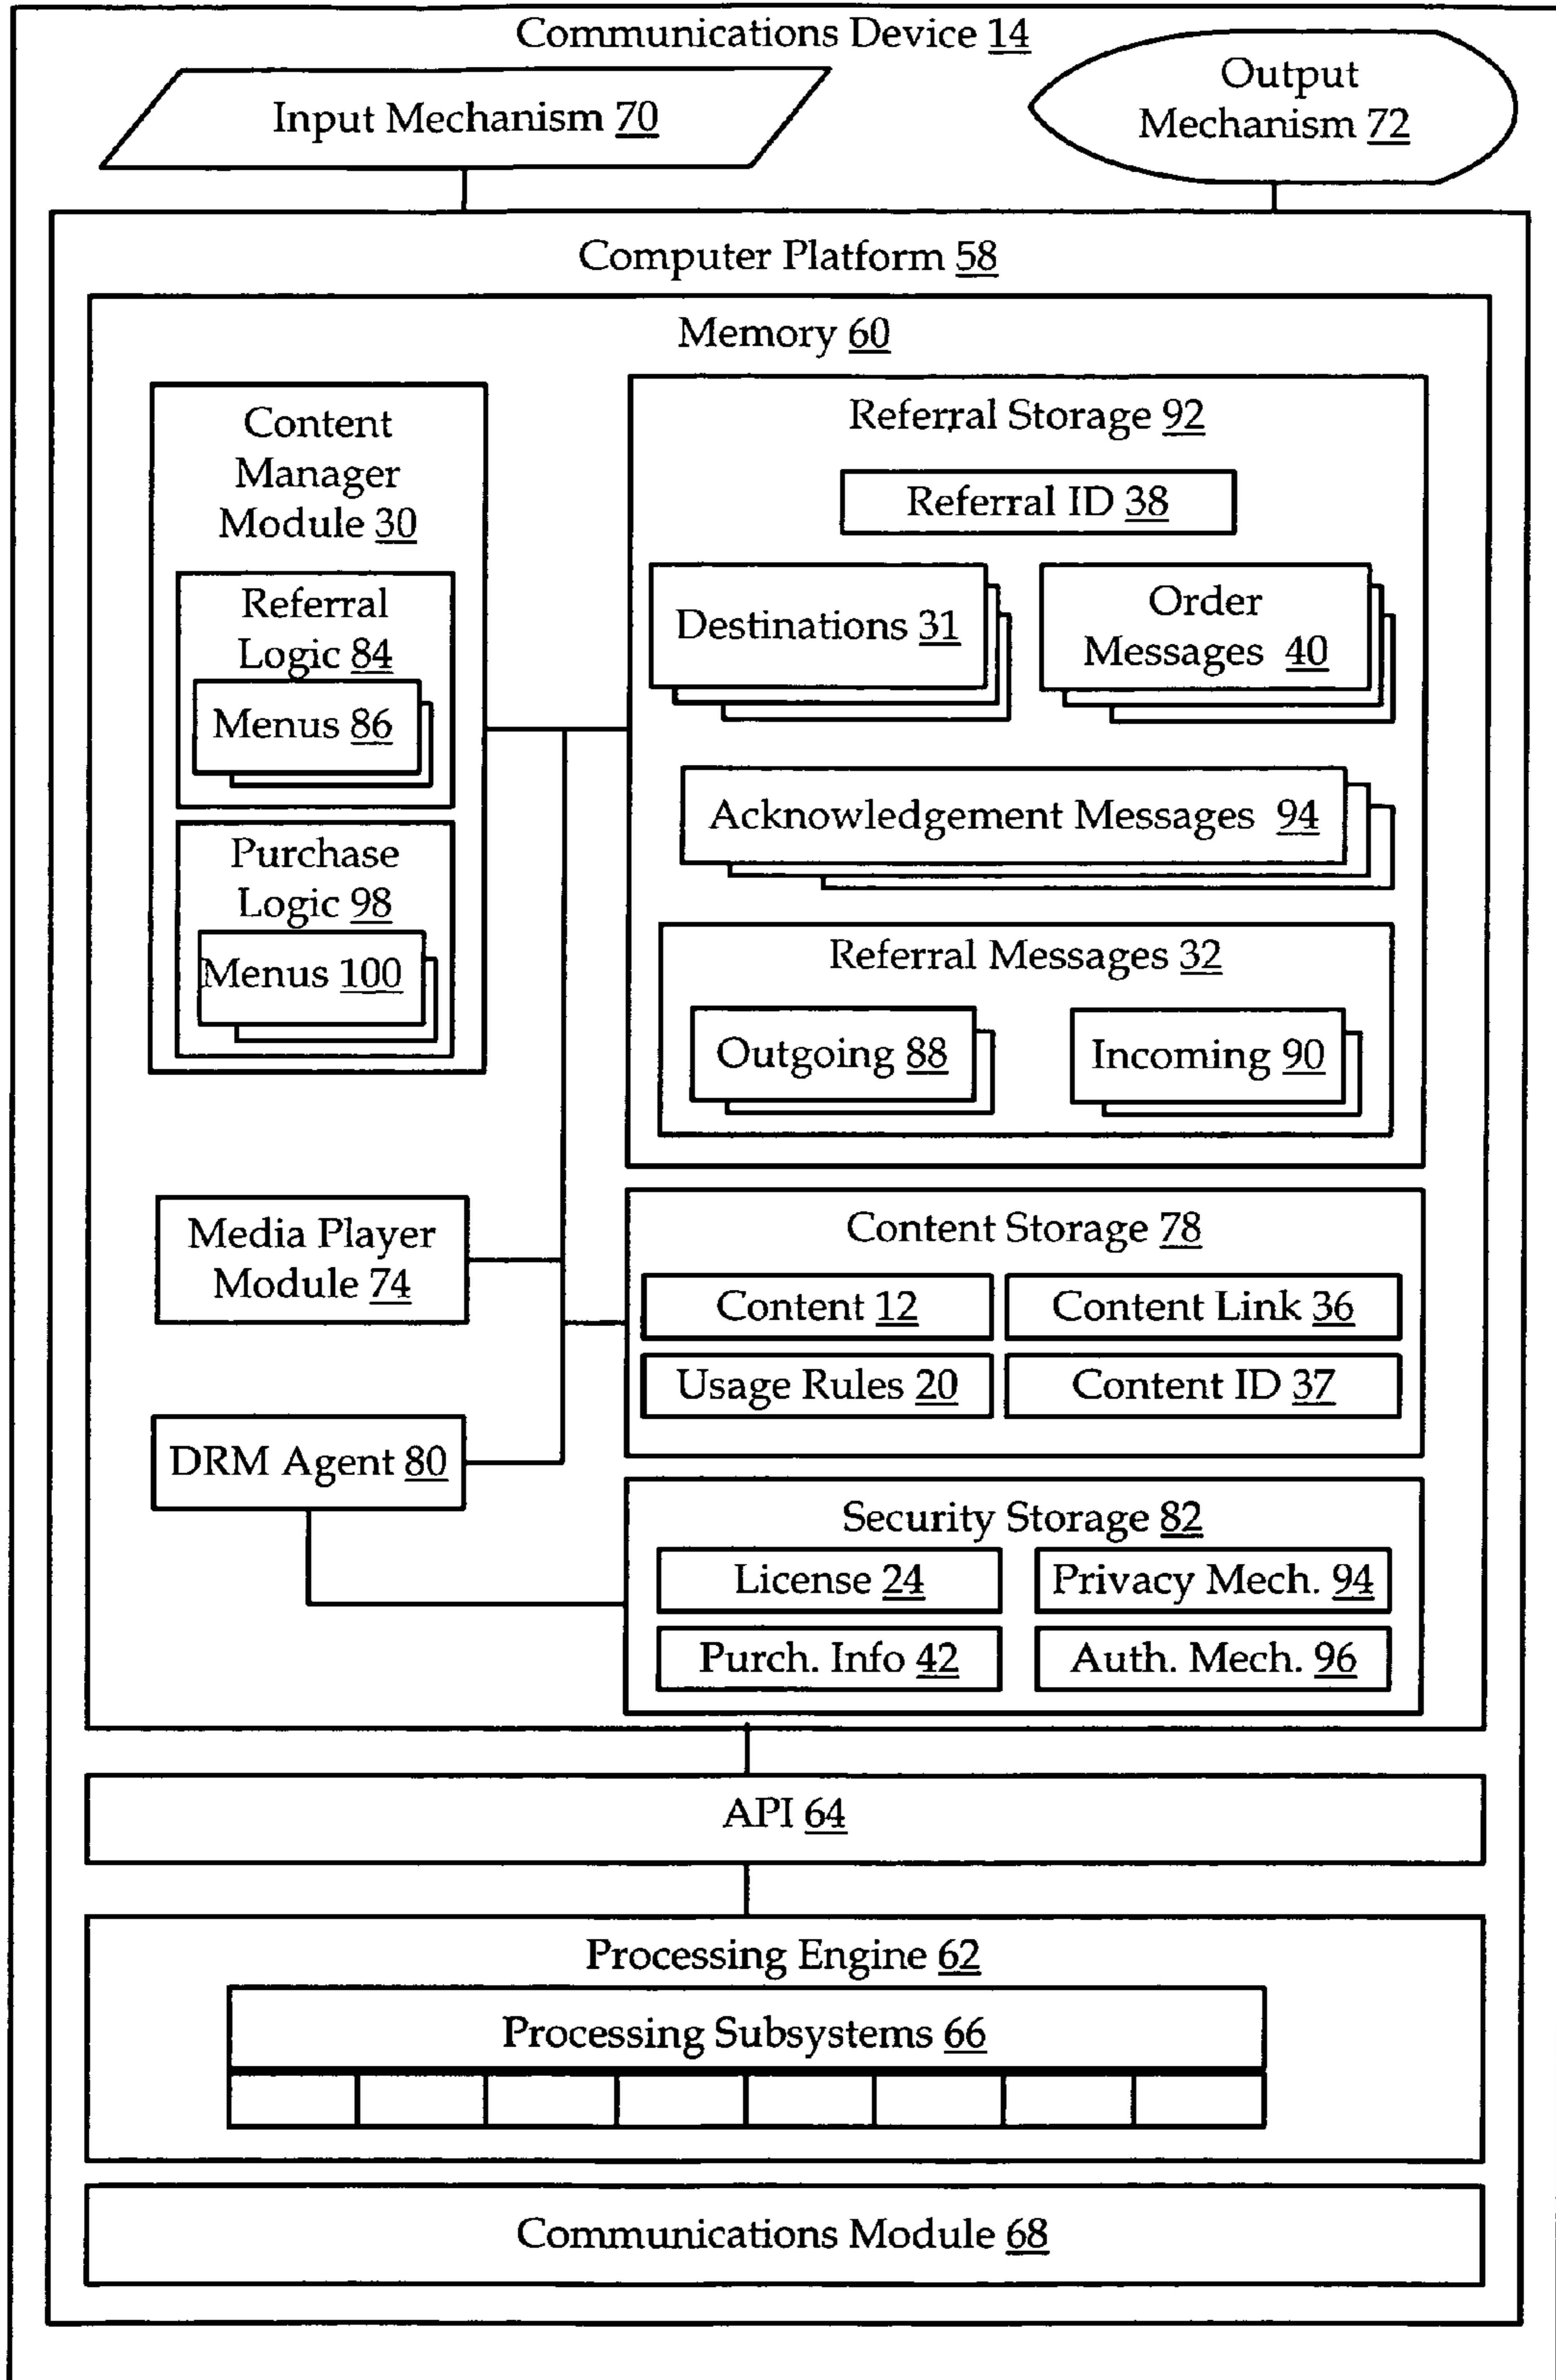 Communications Device 14
Input Mechanism 70
Output
Mechanism 72
Computer Platform 58
Memory 60
Content
Manager
Module 30
Referral
Logic 84
Menus 86
Purchase
Logic 98
Menus 100
Referral Storage 92
Referral ID 38
Destinations 31
Order
Messages 40
Acknowledgement Messages 94
Referral Messages 32
Outgoing 88
Incoming 90
Media Player
Module 74
Content Storage 78
Content 12
Content Link 36
Usage Rules 20
Content ID 37
DRM Agent 80
Security Storage 82
License 24
Privacy Mech. 94
Purch. Info 42
Auth. Mech. 96
API 64
Processing Engine 62
Processing Subsystems 66
Communications Module 68